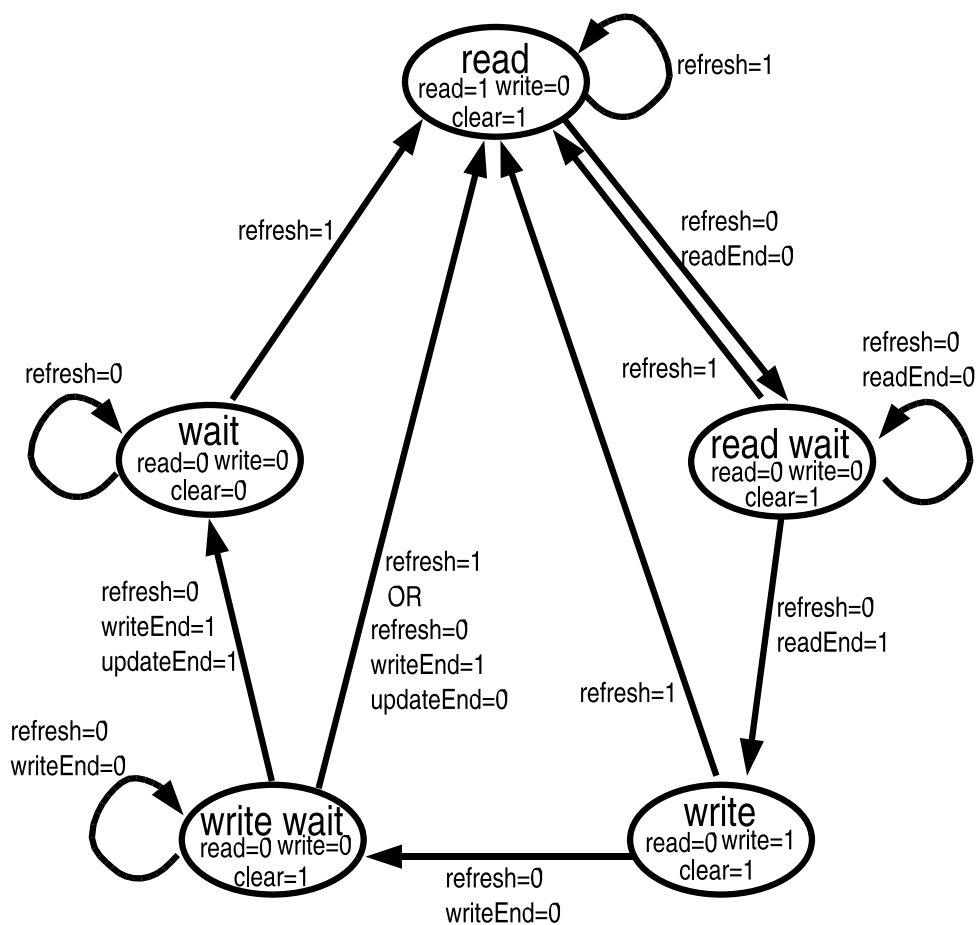 read
read=1 write=0
clear=1
refresh=1
refresh=1
refresh=0
readEnd=0
refresh=0
readEnd=0
refresh=1
refresh=0
wait
read=0 write=0
clear=0
read wait
read=0 write=0
clear=1
refresh=0
writeEnd=1
updateEnd=1
refresh=1
OR
refresh=0
writeEnd=1
updateEnd=0
refresh=0
readEnd=1
refresh=1
refresh=0
writeEnd=0
write wait
read=0 write=0
clear=1
write
read=0 write=1
clear=1
refresh=0
writeEnd=0